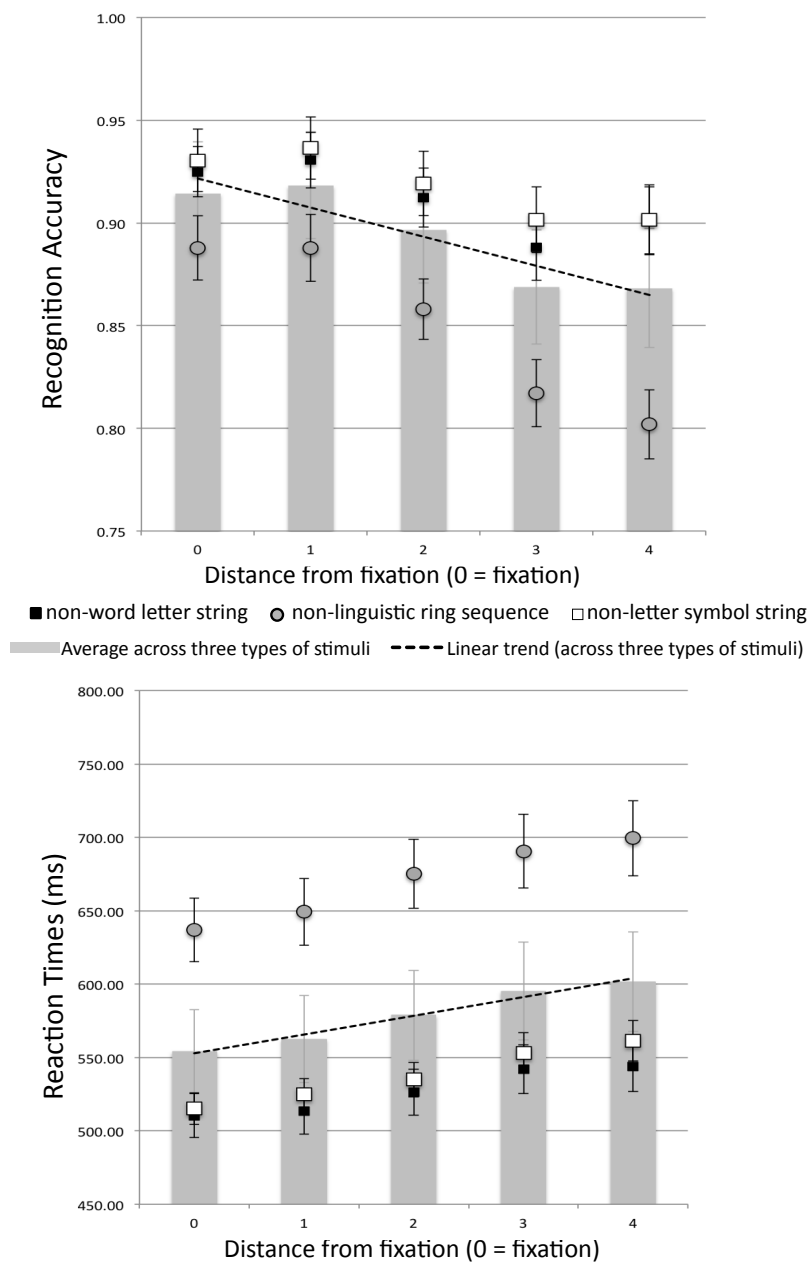 1.00
0.95
0.90
0.85
0.80
0.75
Recognition Accuracy
0 1 2 3 4
Distance from fixation (0 = fixation)
non-word letter string non-linguistic ring sequence non-letter symbol string
Average across three types of stimuli Linear trend (across three types of stimuli)
800.00
750.00
700.00
650.00
600.00
550.00
500.00
450.00
Reaction Times (ms)
0 1 2 3 4
Distance from fixation (0 = fixation)